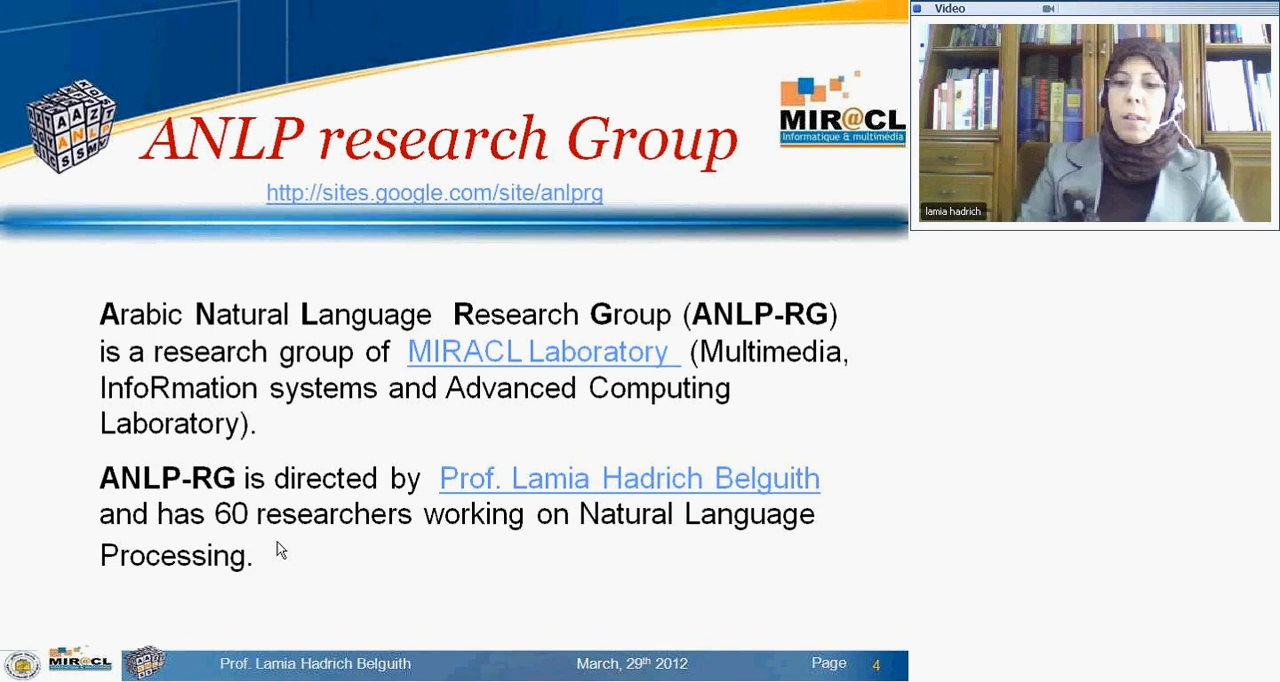 Video
ANLP research Group
MIR@CL
Informatique & multimédia
http://sites.google.com/site/anlprg
lamia hadrich
Arabic Natural Language Research Group (ANLP-RG)
is a research group of MIRACL Laboratory (Multimedia,
InfoRmation systems and Advanced Computing
Laboratory).
ANLP-RG is directed by Prof. Lamia Hadrich Belguith
and has 60 researchers working on Natural Language
Processing.
MIR@CL
Prof. Lamia Hadrich Belguith March, 29th 2012 Page 4